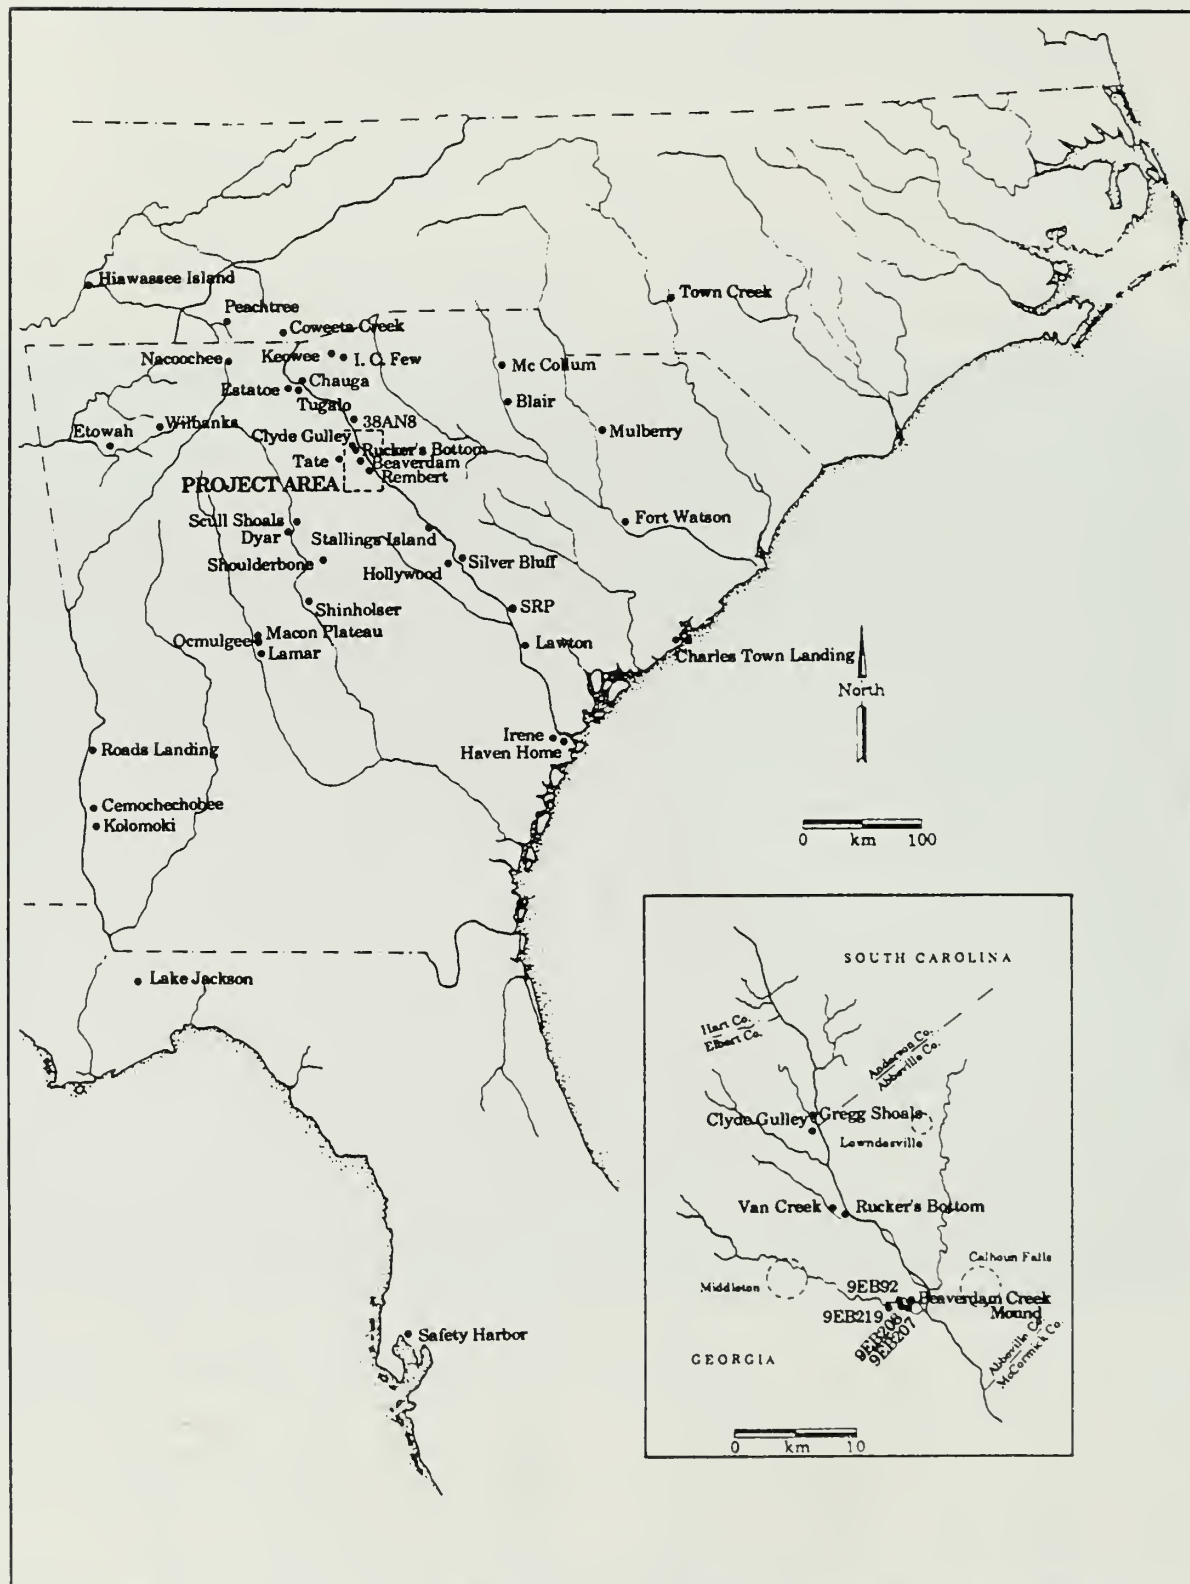 Hiawassee Island
Peachtree
Coweeta Creek
Town Creek
Nacoochee
Keowee
I. C. Few
Mc Collum
Chauga
Estatoe
Tugalo
Blair
38AN8
Wilbanks
Etowah
Mulberry
Clyde Gulley
Rucker's Bottom
Tate
Beaverdam
Rembert
PROJECT AREA
Scull Shoals
Dyar
Stallings Island
Fort Watson
Shoulderbone
Silver Bluff
Hollywood
Shinholser
SRP
Macon Plateau
Ocmulgee
Lamar
Lawton
Charles Town Landing
North
Irene
Haven Home
Roads Landing
Cemochechobee
Kolomoki
0 km 100
Lake Jackson
Safety Harbor
SOUTH CAROLINA
Hart Co.
Elbert Co.
Anderson Co.
Abbeville Co.
Gregg Shoals
Clyde Gulley
Lowndesville
Van Creek
Rucker's Bottom
Calhoun Falls
Middleton
9EB92
Beaverdam Creek
Mound
9EB219
9EB208
9EB207
Abbeville Co.
McCormick Co.
GEORGIA
0 km 10